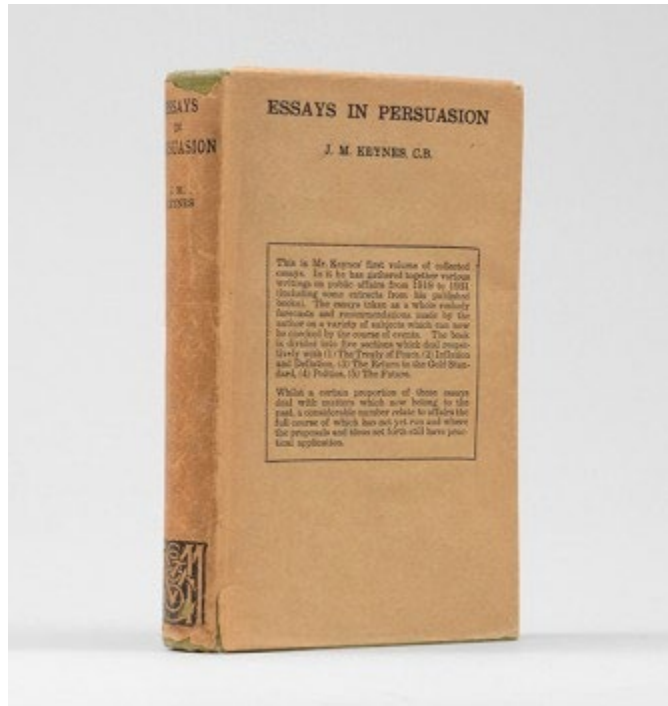 ESSAYS IN PERSUASION
J. M. KEYNES, C.B.
This is Mr. Keynes' first volume of collected
essays. In it he has gathered together various
writings on public affairs from 1919 to 1931
(including some extracts from his published
books). The essays taken as a whole embody
forecasts and recommendations made by the
author on a variety of subjects which can now
be checked by the course of events. The book
is divided into five sections which deal respec-
tively with (1) The Treaty of Peace, (2) Inflation
and Deflation, (3) The Return to the Gold Stan-
dard, (4) Politics, (5) The Future.
Whilst a certain proportion of these essays
deal with matters which now belong to the
past, a considerable number relate to affairs the
full course of which has not yet run and where
the proposals and ideas set forth still have prac-
tical application.
SSAYS
IN
SUASION
J. M.
EYNES